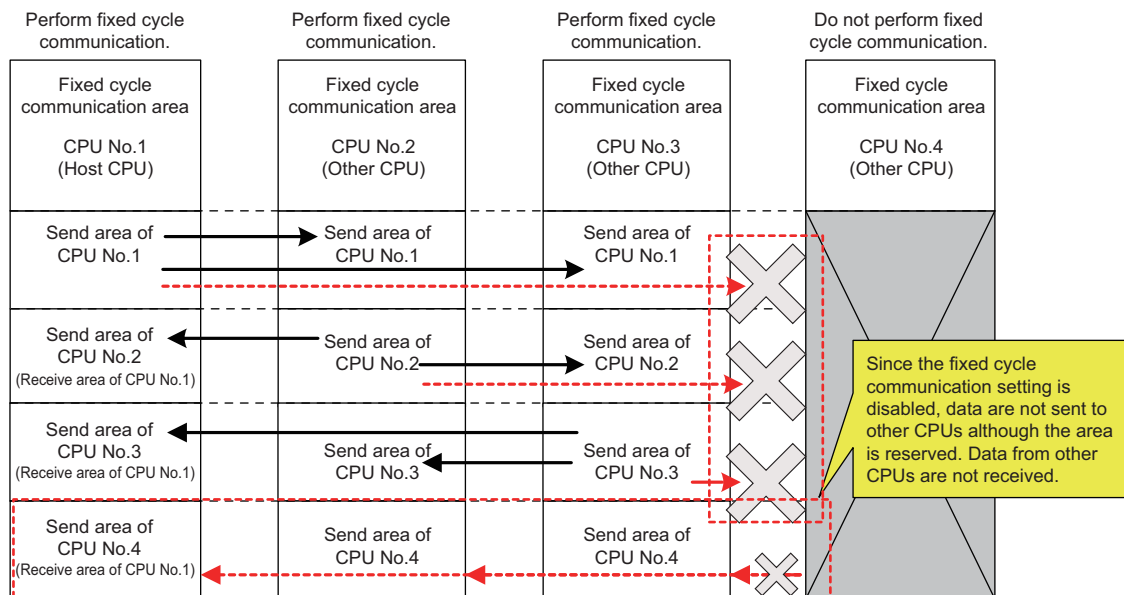 Perform fixed cycle
communication.
Perform fixed cycle
communication.
Perform fixed cycle
communication.
Do not perform fixed
cycle communication.
Fixed cycle
communication area
CPU No.1
(Host CPU)
Fixed cycle
communication area
CPU No.2
(Other CPU)
Fixed cycle
communication area
CPU No.3
(Other CPU)
Fixed cycle
communication area
CPU No.4
(Other CPU)
Send area of
CPU No.1
Send area of
CPU No.1
Send area of
CPU No.1
Send area of
CPU No.2
(Receive area of CPU No.1)
Send area of
CPU No.2
Send area of
CPU No.2
Send area of
CPU No.3
(Receive area of CPU No.1)
Send area of
CPU No.3
Send area of
CPU No.3
Send area of
CPU No.4
(Receive area of CPU No.1)
Send area of
CPU No.4
Send area of
CPU No.4
Since the fixed cycle
communication setting is
disabled, data are not sent to
other CPUs although the area
is reserved. Data from other
CPUs are not received.